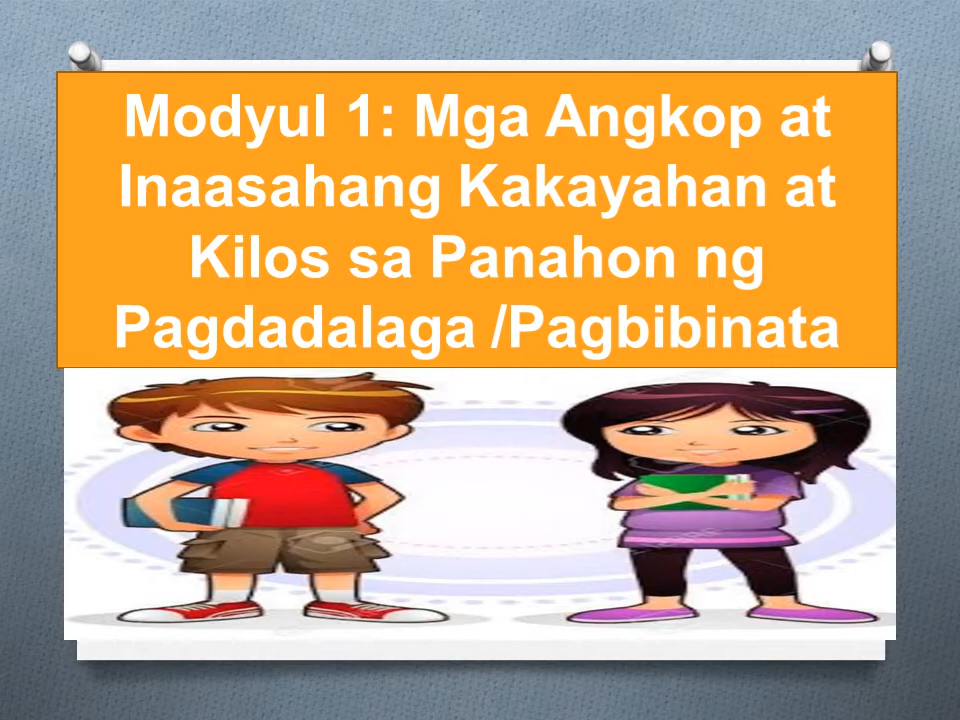 Modyul 1: Mga Angkop at
Inaasahang Kakayahan at
Kilos sa Panahon ng
Pagdadalaga /Pagbibinata